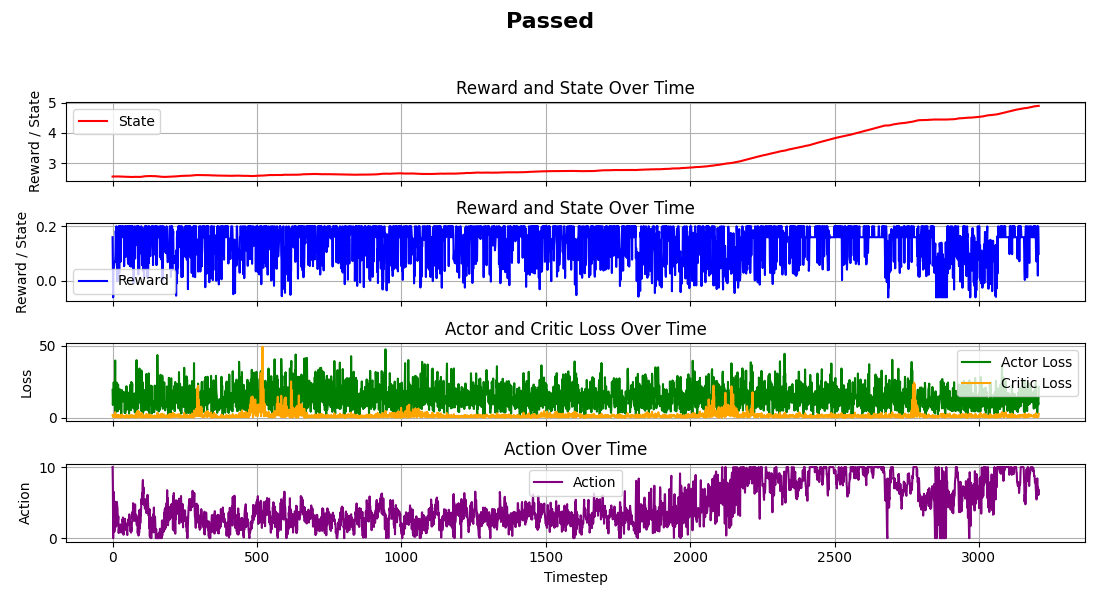 Passed
Reward and State Over Time
Reward / State
5
4
3
State
Reward and State Over Time
Reward / State
0.2
0.0
Reward
Actor and Critic Loss Over Time
Loss
50
0
Actor Loss
Critic Loss
Action Over Time
Action
10
0
Action
0 500 1000 1500 2000 2500 3000
Timestep